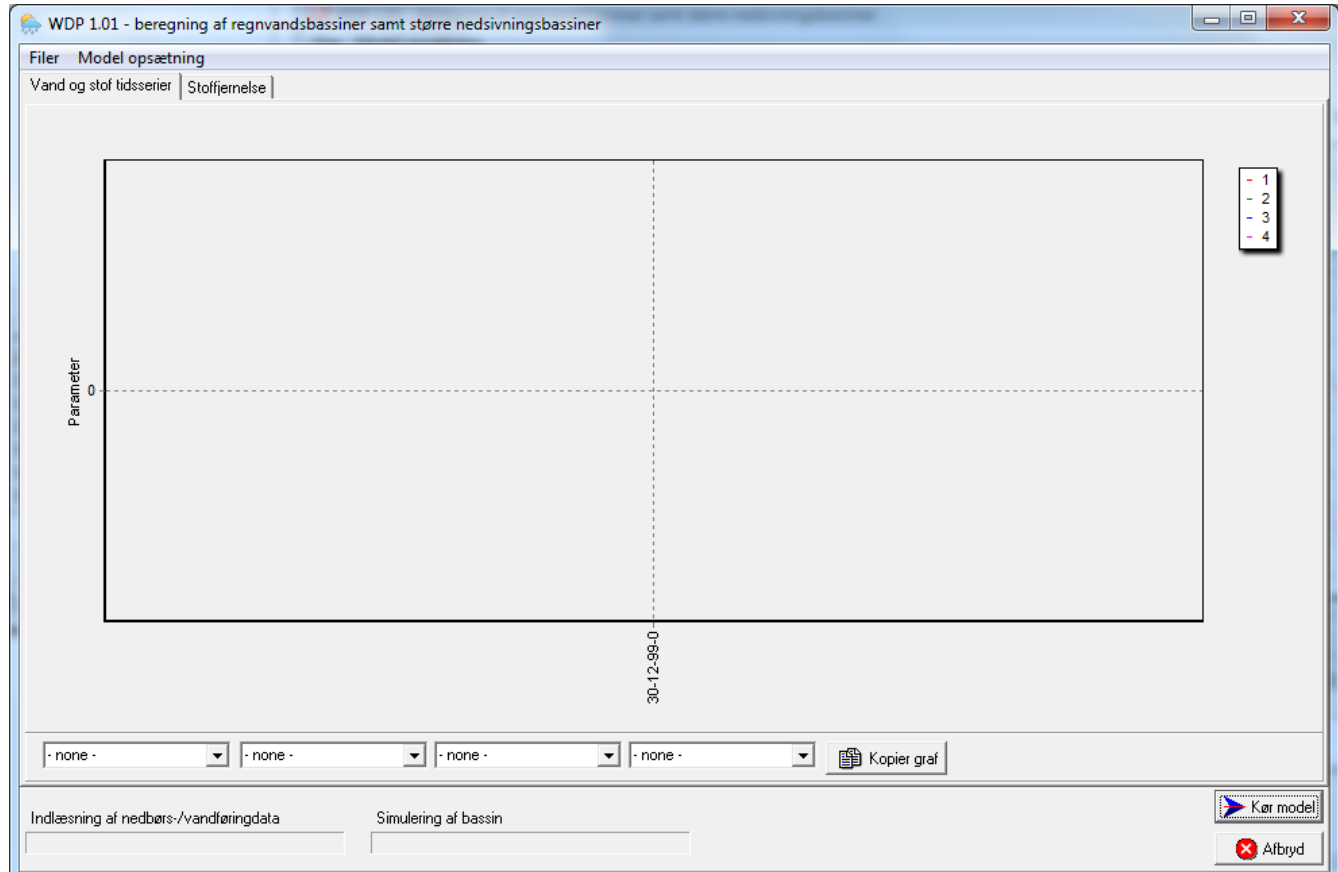 WDP 1.01 - beregning af regnvandsbassiner samt større nedsivningsbassiner
Filer Model opsætning
Vand og stof tidsserier Stoffjernelse
1
2
3
4
Parameter
0
30-12-99-0
- none - - none - - none - - none - Kopier graf
Indlæsning af nedbørs-/vandføringdata Simulering af bassin
Kør model
Afbryd